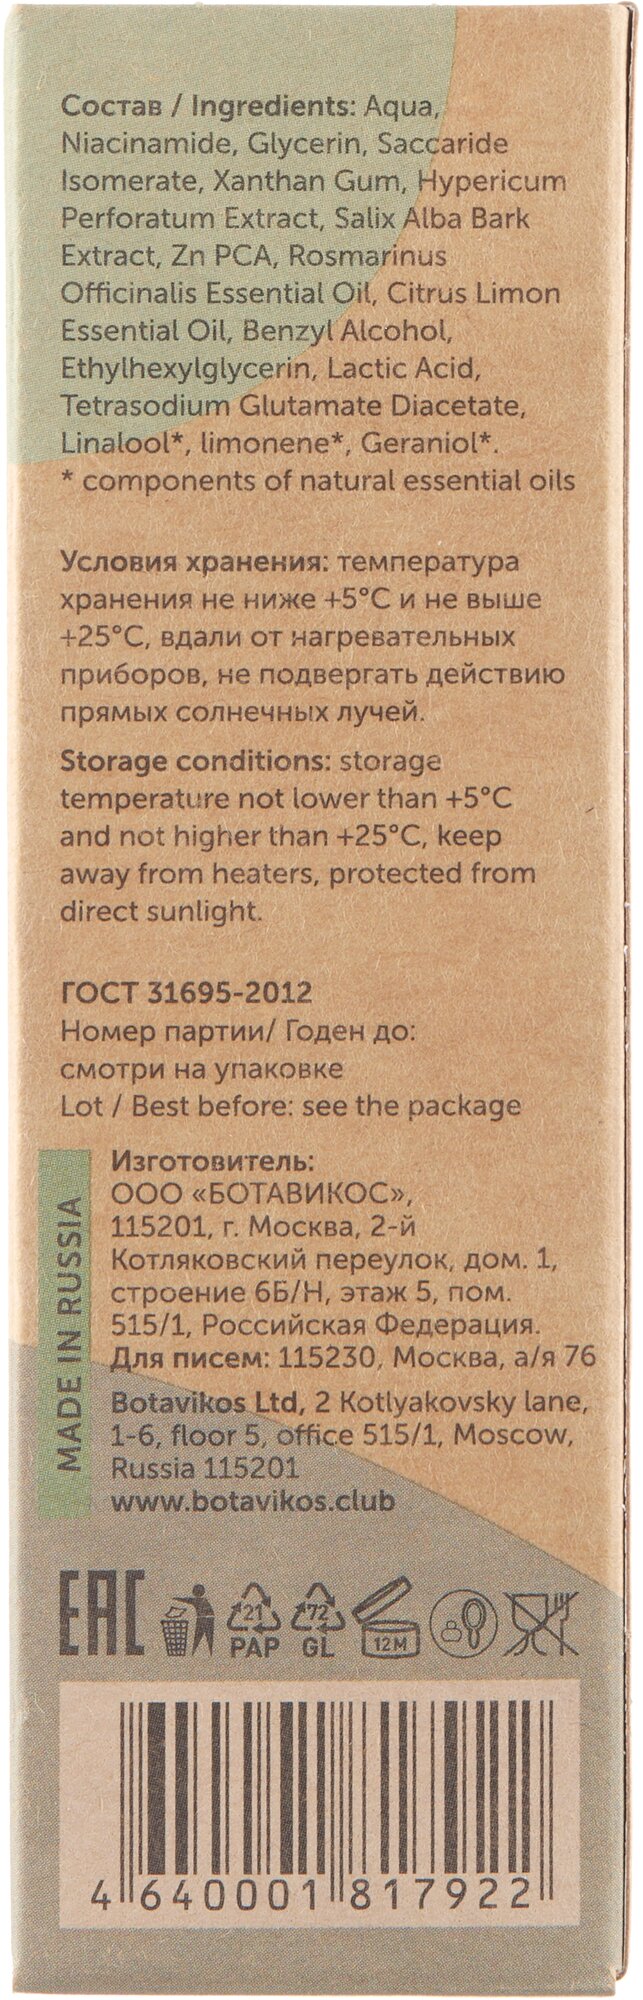 Состав / Ingredients: Aqua,
Niacinamide, Glycerin, Saccaride
Isomerate, Xanthan Gum, Hypericum
Perforatum Extract, Salix Alba Bark
Extract, Zn PCA, Rosmarinus
Officinalis Essential Oil, Citrus Limon
Essential Oil, Benzyl Alcohol,
Ethylhexylglycerin, Lactic Acid,
Tetrasodium Glutamate Diacetate,
Linalool*, limonene*, Geraniol*.
* components of natural essential oils
Условия хранения: температура
хранения не ниже +5°C и не выше
+25°C, вдали от нагревательных
приборов, не подвергать действию
прямых солнечных лучей.
Storage conditions: storage
temperature not lower than +5°C
and not higher than +25°C, keep
away from heaters, protected from
direct sunlight.
ГОСТ 31695-2012
Номер партии/ Годен до:
смотри на упаковке
Lot / Best before: see the package
MADE IN RUSSIA
Изготовитель:
ООО «БОТАВИКОС»,
115201, г. Москва, 2-й
Котляковский переулок, дом. 1,
строение 6Б/Н, этаж 5, пом.
515/1, Российская Федерация.
Для писем: 115230, Москва, а/я 76
Botavikos Ltd, 2 Kotlyakovsky lane,
1-6, floor 5, office 515/1, Moscow,
Russia 115201
www.botavikos.club
EAC
21 PAP
72 GL
12M
4 640001 817922